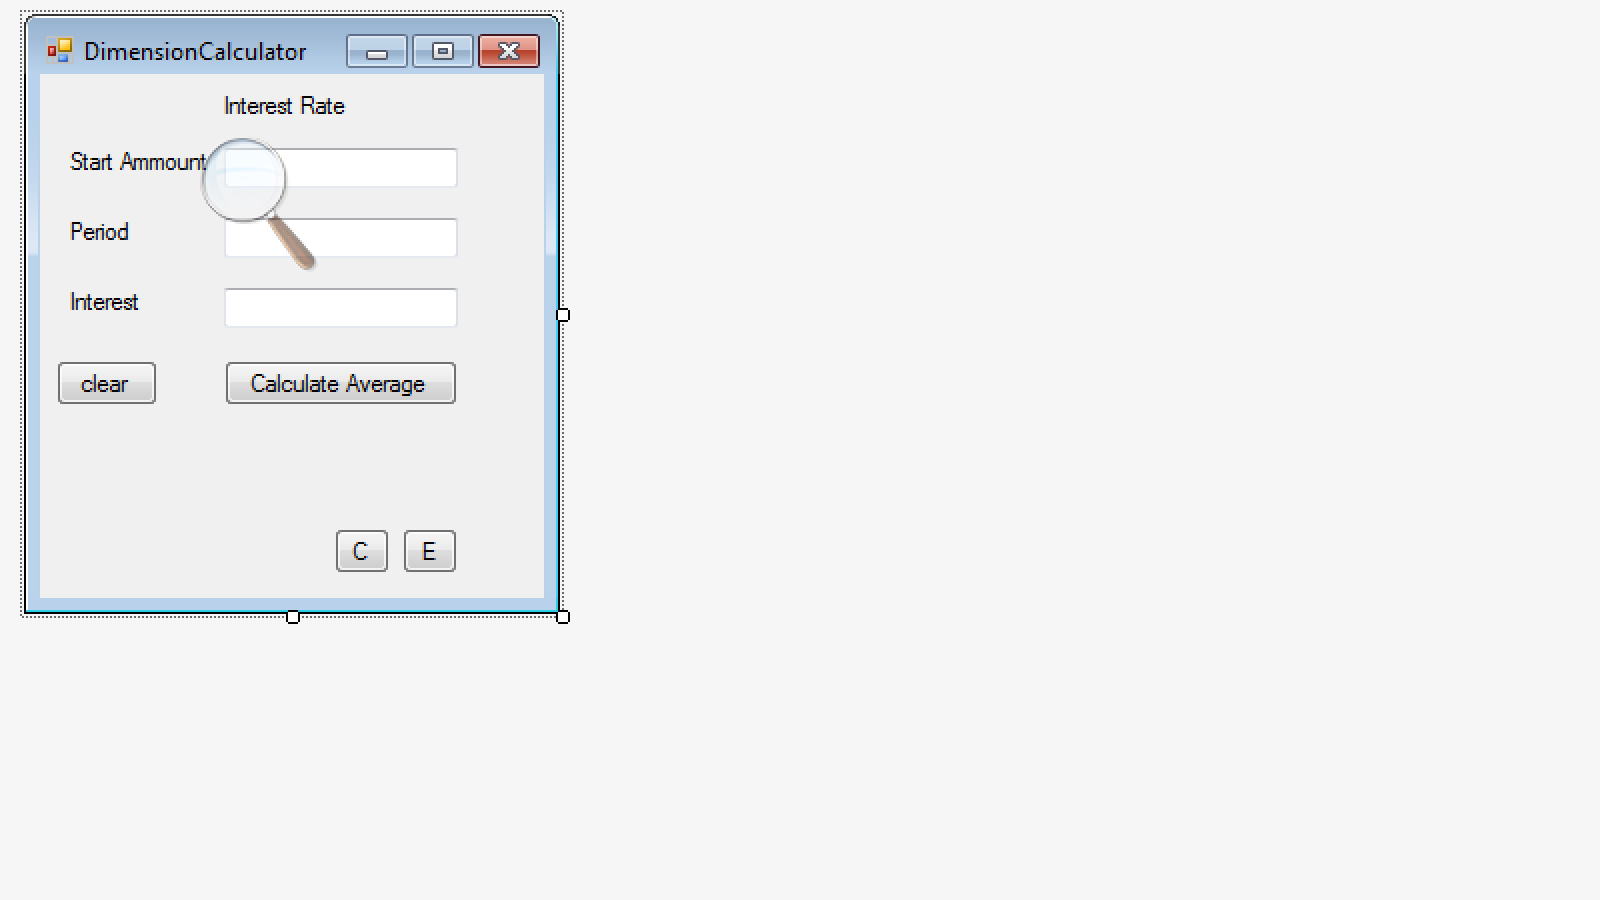 DimensionCalculator
Interest Rate
Start Ammount
Period
Interest
clear
Calculate Average
C
E